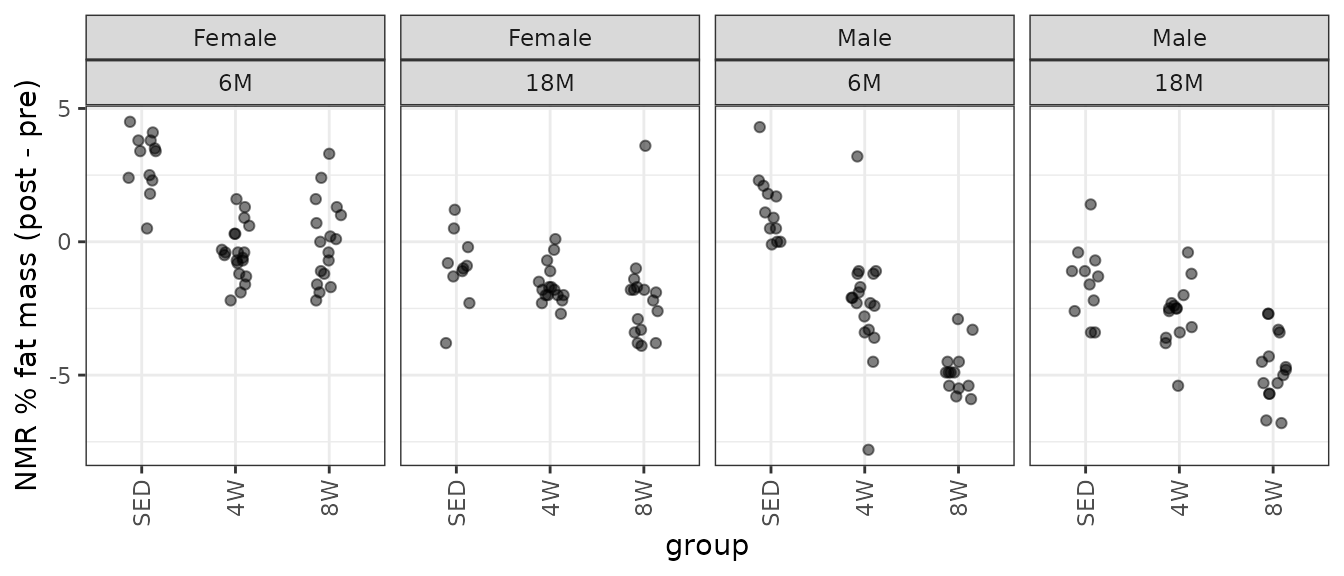 Female Female Male Male
6M 18M 6M 18M
NMR % fat mass (post - pre)
5
0
-5
SED 4W 8W SED 4W 8W SED 4W 8W SED 4W 8W
group